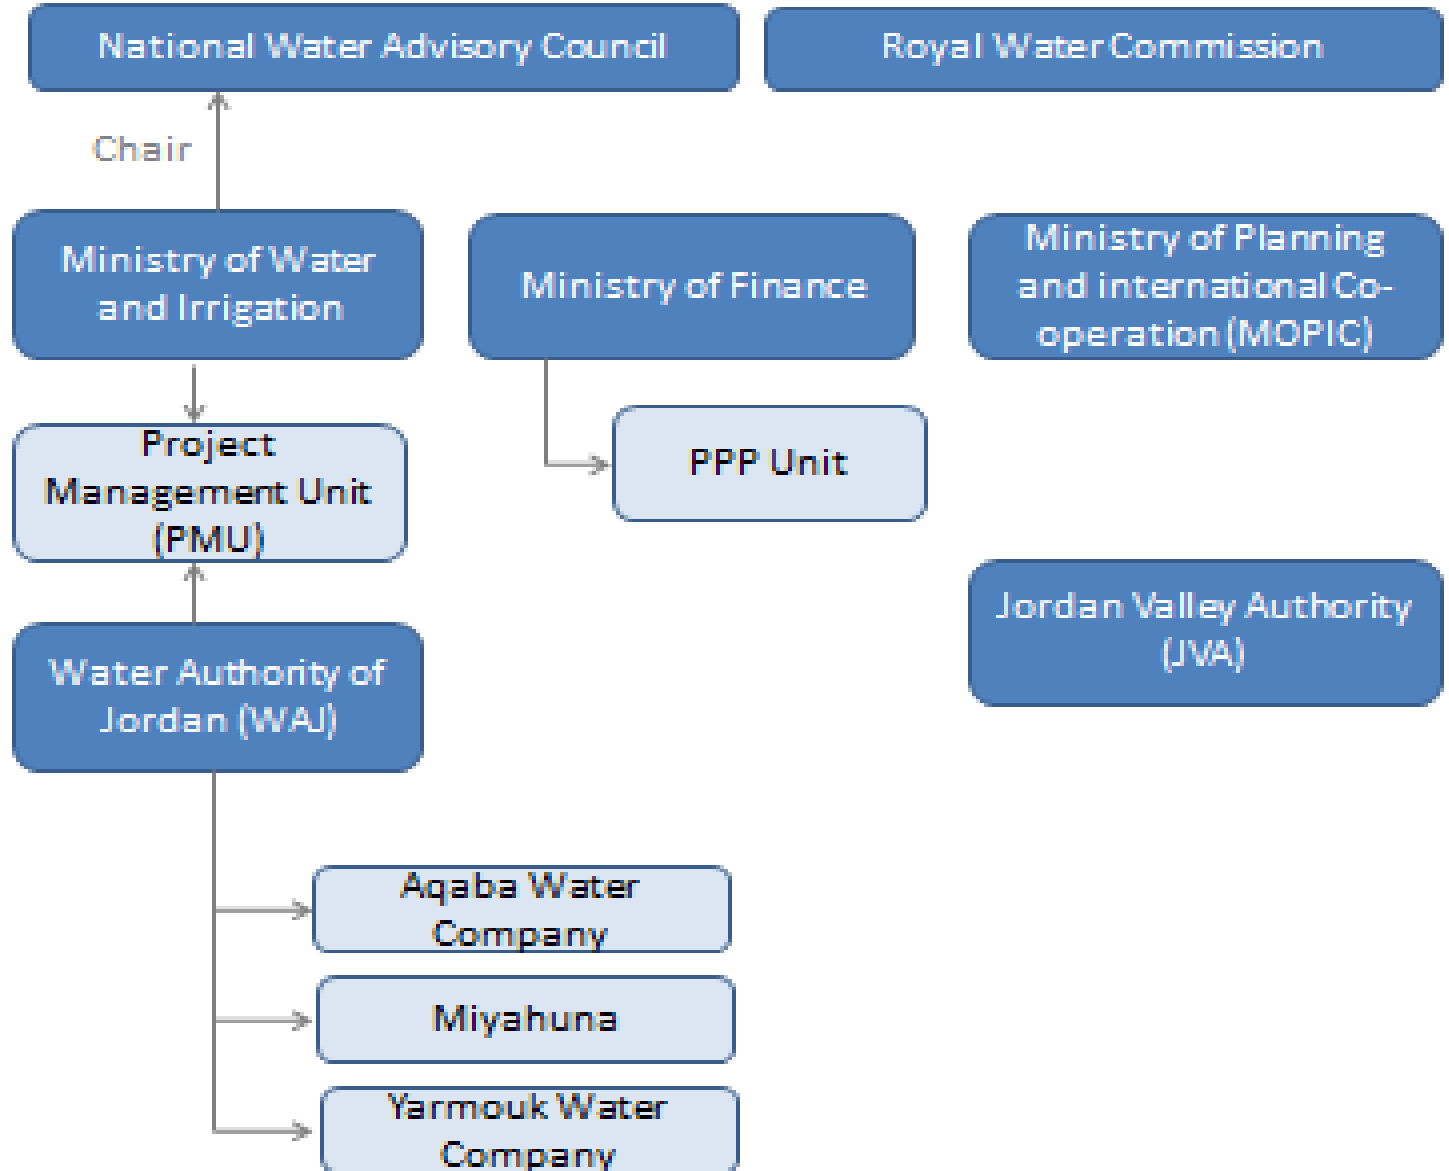 National Water Advisory Council
Royal Water Commission
Chair
Ministry of Water
and Irrigation
Ministry of Finance
Ministry of Planning
and international Co-
operation (MOPIC)
Project
Management Unit
(PMU)
PPP Unit
Jordan Valley Authority
(JVA)
Water Authority of
Jordan (WAJ)
Aqaba Water
Company
Miyahuna
Yarmouk Water
Company